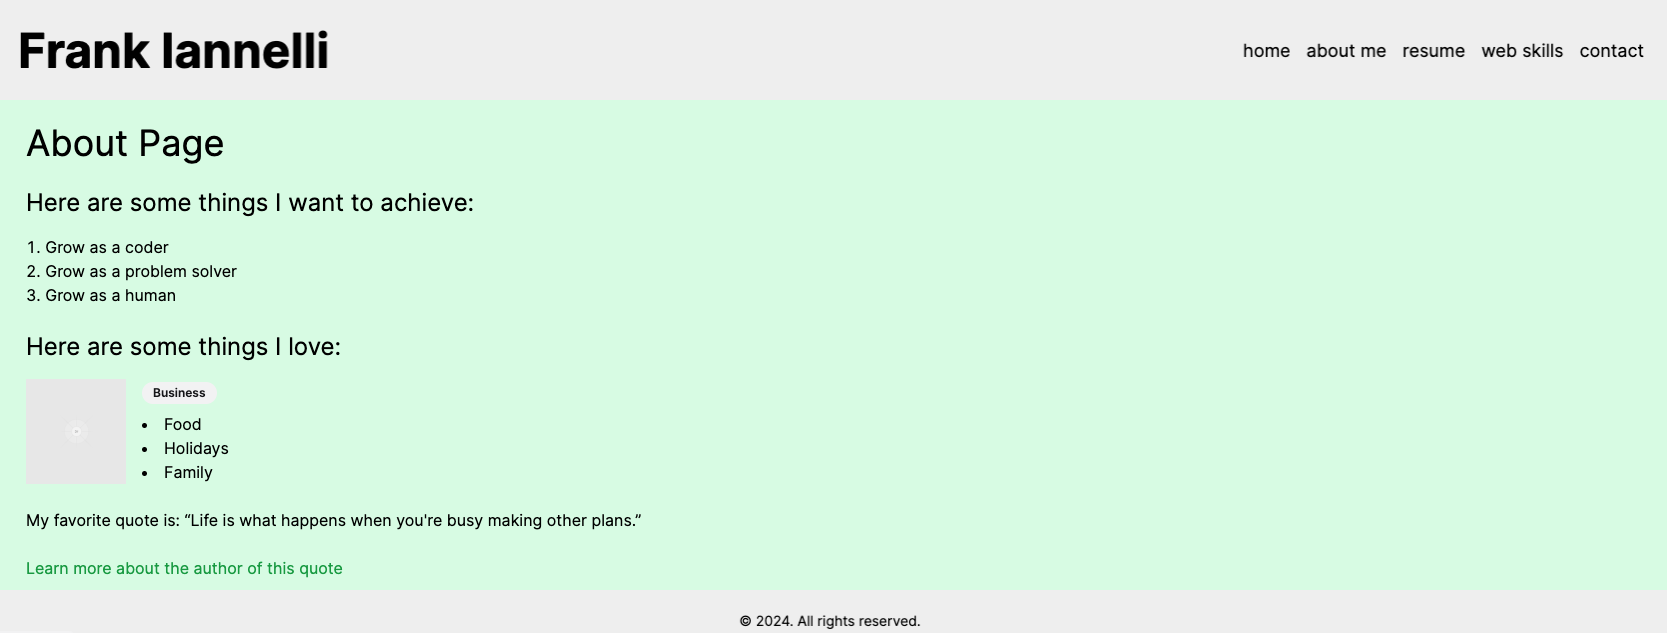 Frank Iannelli
home about me resume web skills contact
About Page
Here are some things I want to achieve:
1. Grow as a coder
2. Grow as a problem solver
3. Grow as a human
Here are some things I love:
Business
• Food
• Holidays
• Family
My favorite quote is: “Life is what happens when you're busy making other plans.”
Learn more about the author of this quote
© 2024. All rights reserved.